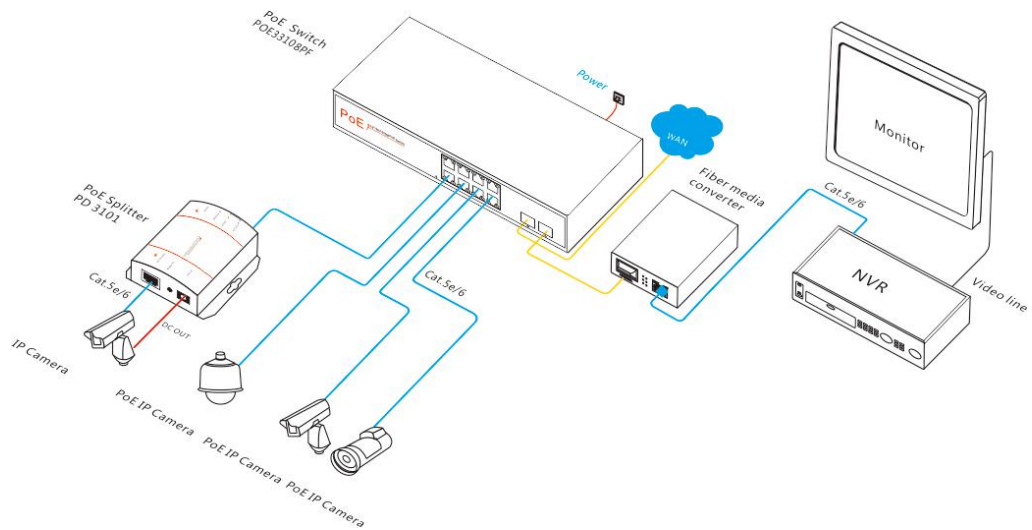 PoE Switch
POE33108PF
Power
PoE
WAN
Monitor
Fiber media
converter
Cat.5e/6
PoE Splitter
PD 3101
Cat.5e/6
DC OUT
Cat.5e/6
NVR
Video line
IP Camera
PoE IP Camera
PoE IP Camera
PoE IP Camera